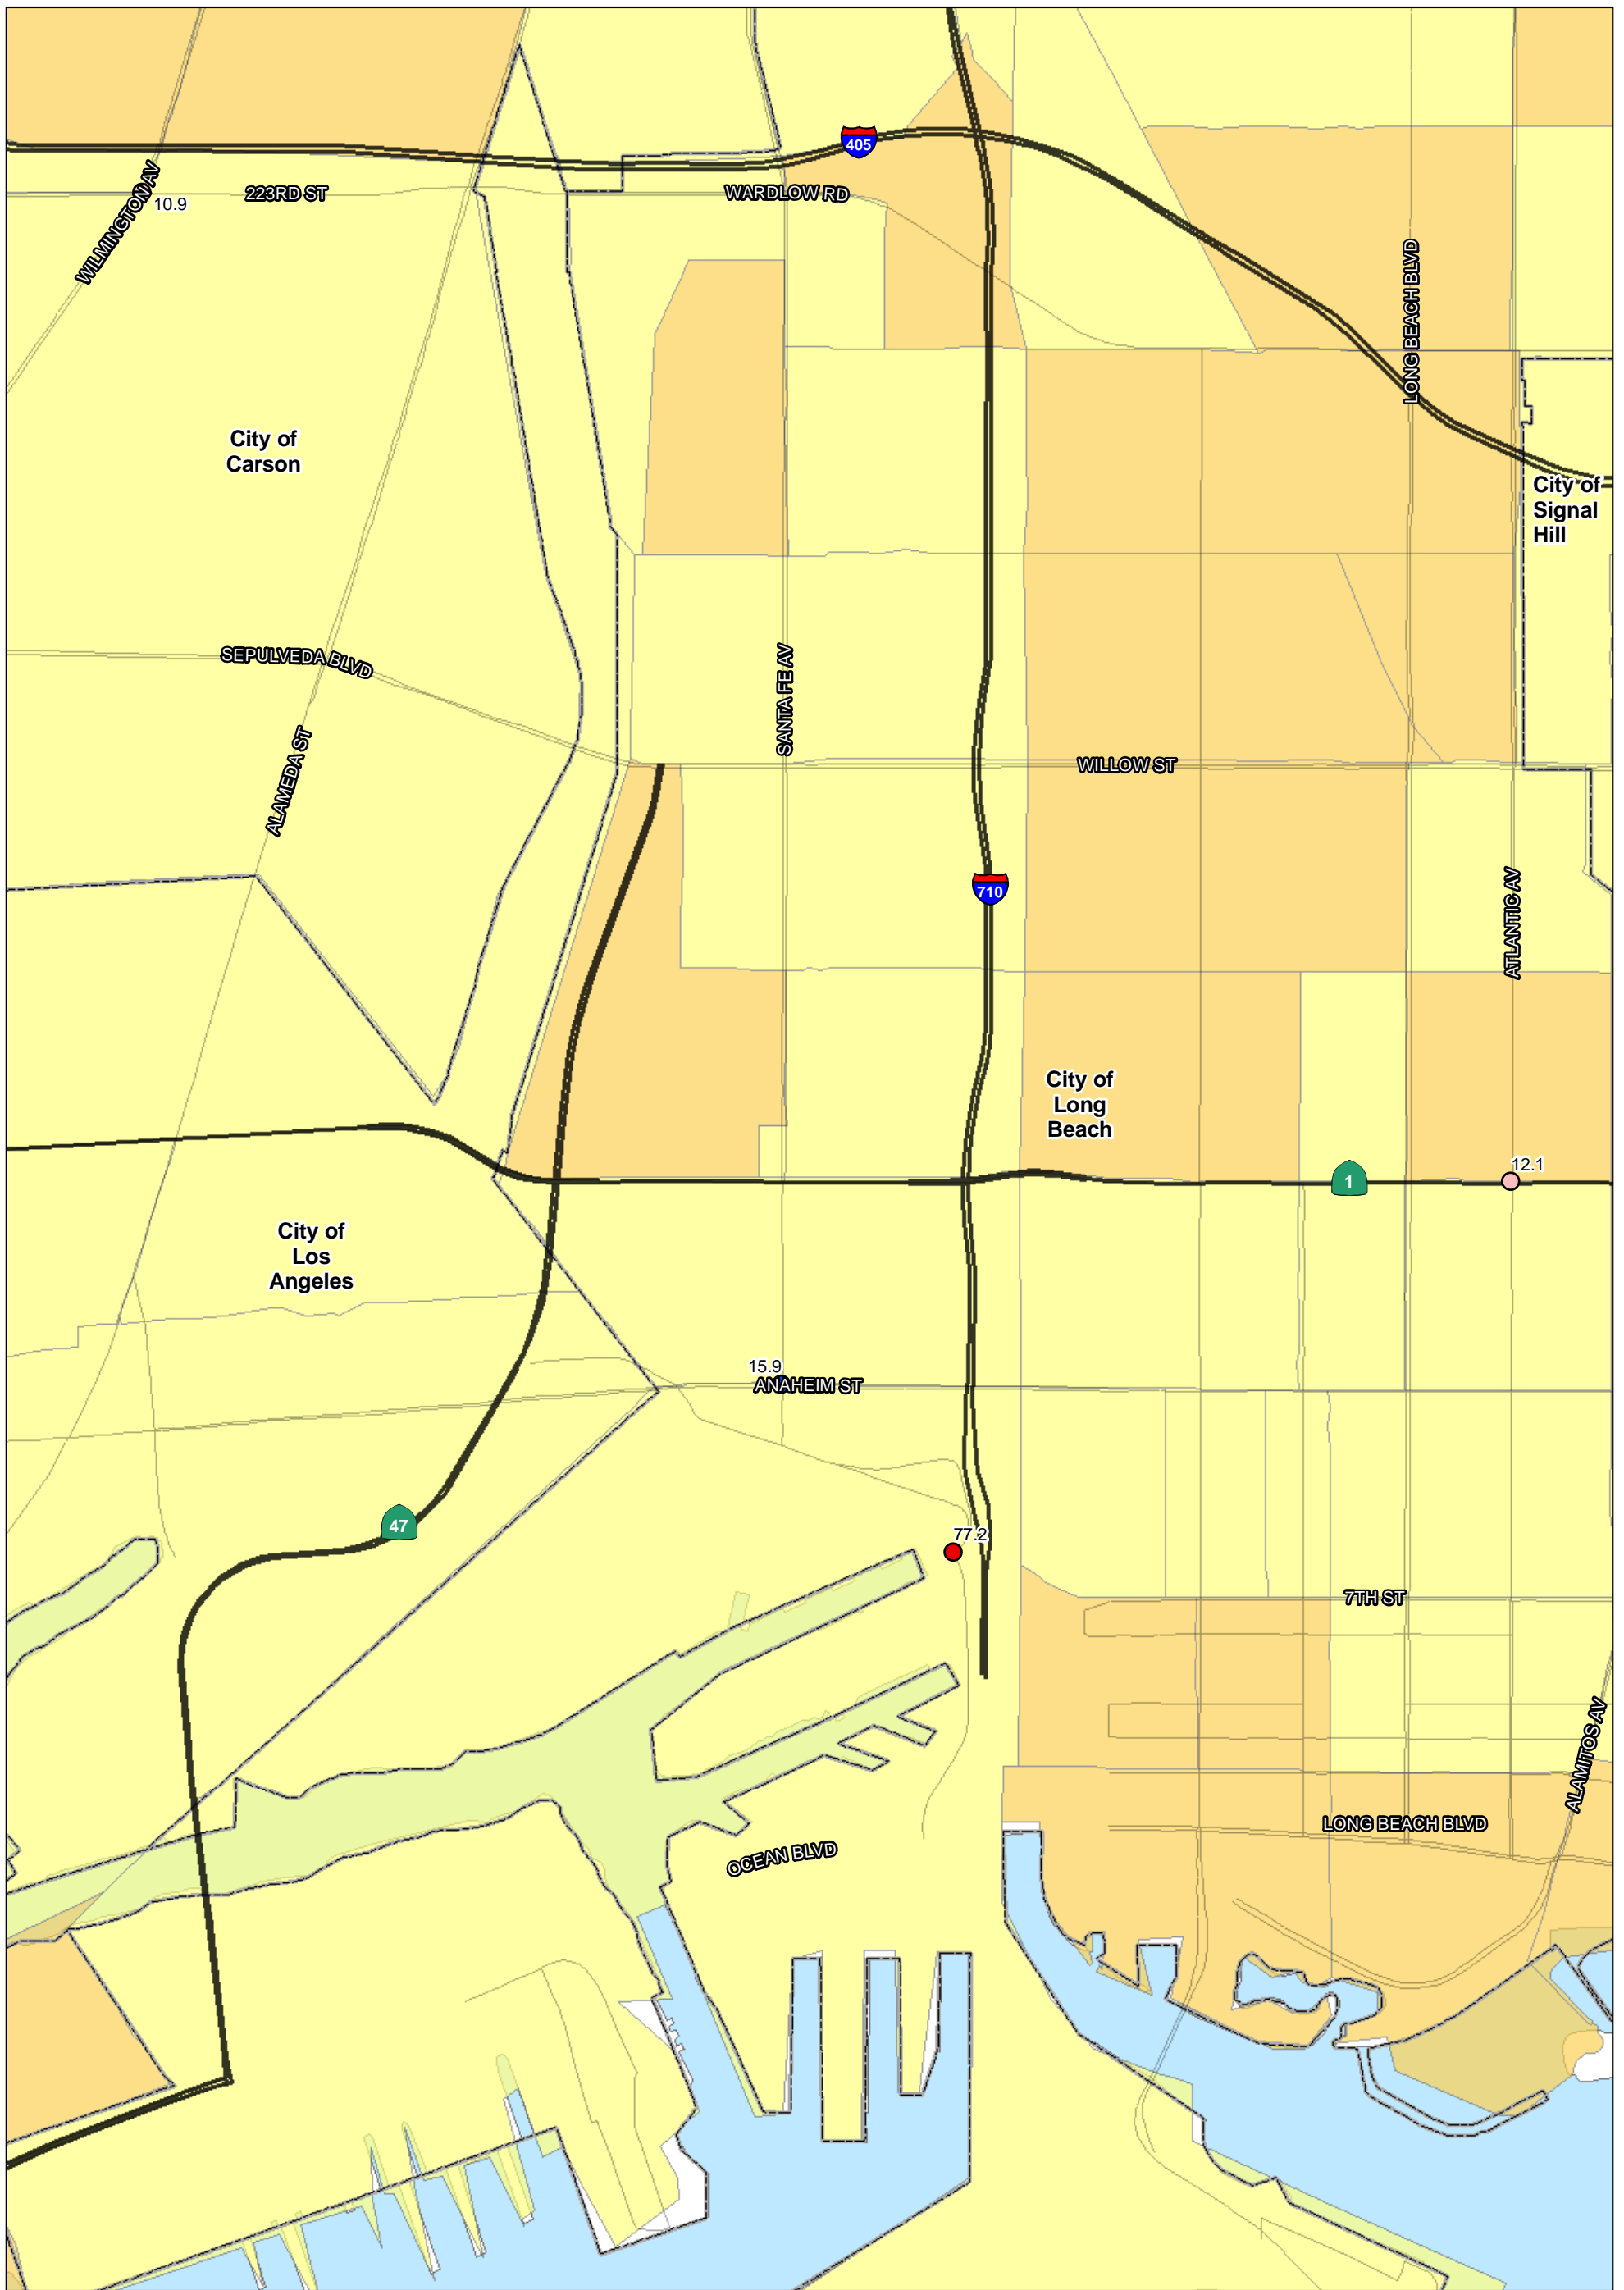 405
WILMINGTON AV
223RD ST
10.9
WARDLOW RD
LONG BEACH BLVD
City of
Carson
City of
Signal
Hill
SEPULVEDA BLVD
SANTA FE AV
ALAMEDA ST
WILLOW ST
710
ATLANTIC AV
City of
Long
Beach
12.1
1
City of
Los
Angeles
15.9
ANAHEIM ST
47
77.2
7TH ST
ALAMITOS AV
LONG BEACH BLVD
OCEAN BLVD